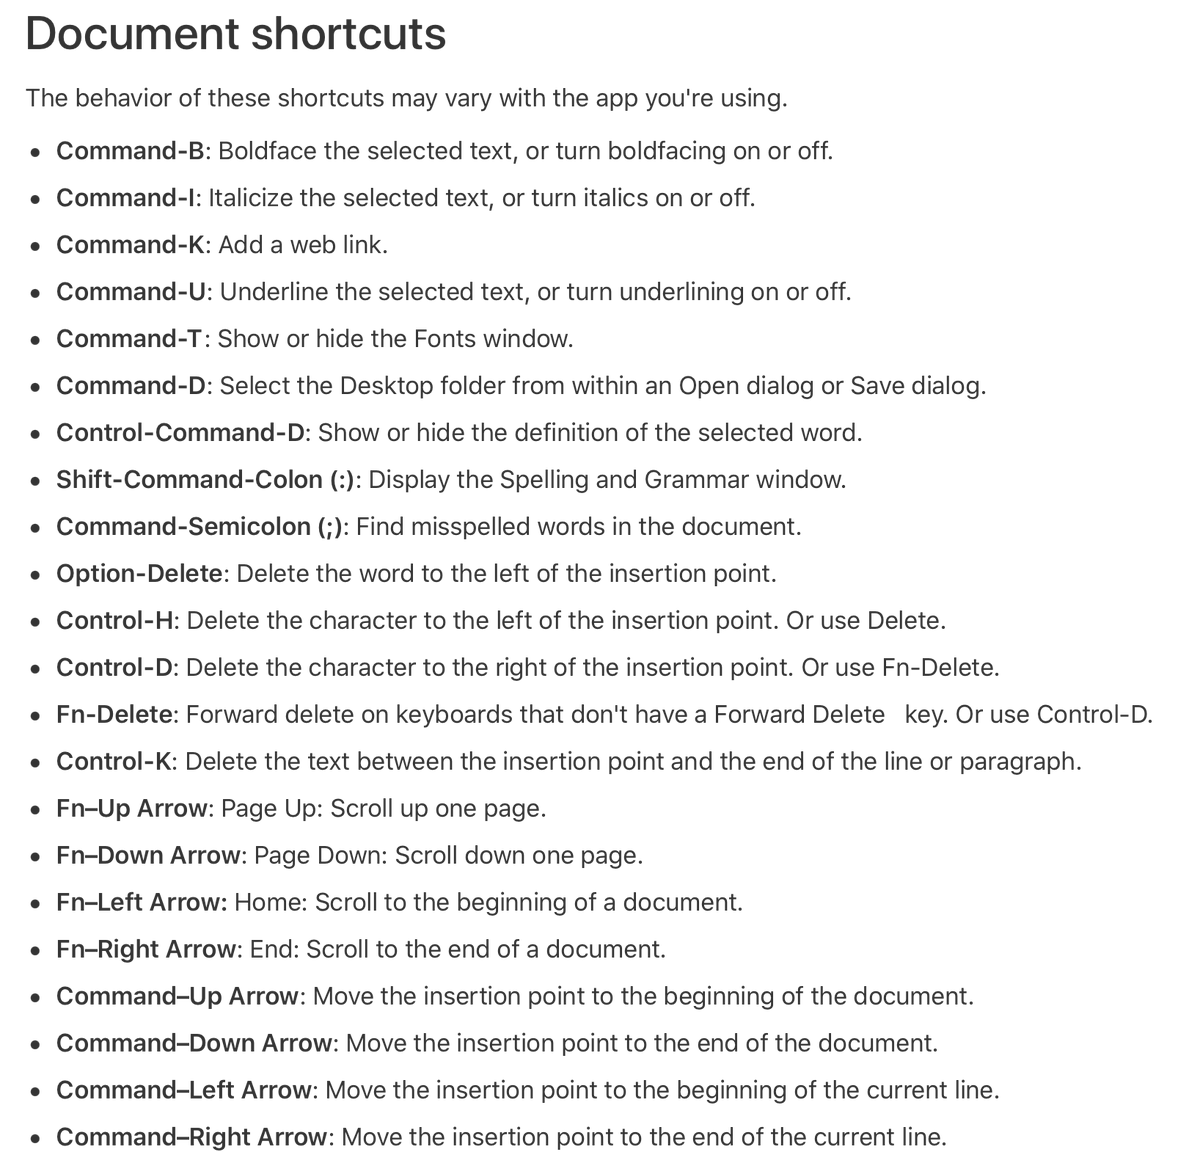 Document shortcuts
The behavior of these shortcuts may vary with the app you're using.
• Command-B: Boldface the selected text, or turn boldfacing on or off.
• Command-I: Italicize the selected text, or turn italics on or off.
• Command-K: Add a web link.
• Command-U: Underline the selected text, or turn underlining on or off.
• Command-T: Show or hide the Fonts window.
• Command-D: Select the Desktop folder from within an Open dialog or Save dialog.
• Control-Command-D: Show or hide the definition of the selected word.
• Shift-Command-Colon (:): Display the Spelling and Grammar window.
• Command-Semicolon (;): Find misspelled words in the document.
• Option-Delete: Delete the word to the left of the insertion point.
• Control-H: Delete the character to the left of the insertion point. Or use Delete.
• Control-D: Delete the character to the right of the insertion point. Or use Fn-Delete.
• Fn-Delete: Forward delete on keyboards that don't have a Forward Delete   key. Or use Control-D.
• Control-K: Delete the text between the insertion point and the end of the line or paragraph.
• Fn–Up Arrow: Page Up: Scroll up one page.
• Fn–Down Arrow: Page Down: Scroll down one page.
• Fn–Left Arrow: Home: Scroll to the beginning of a document.
• Fn–Right Arrow: End: Scroll to the end of a document.
• Command–Up Arrow: Move the insertion point to the beginning of the document.
• Command–Down Arrow: Move the insertion point to the end of the document.
• Command–Left Arrow: Move the insertion point to the beginning of the current line.
• Command–Right Arrow: Move the insertion point to the end of the current line.